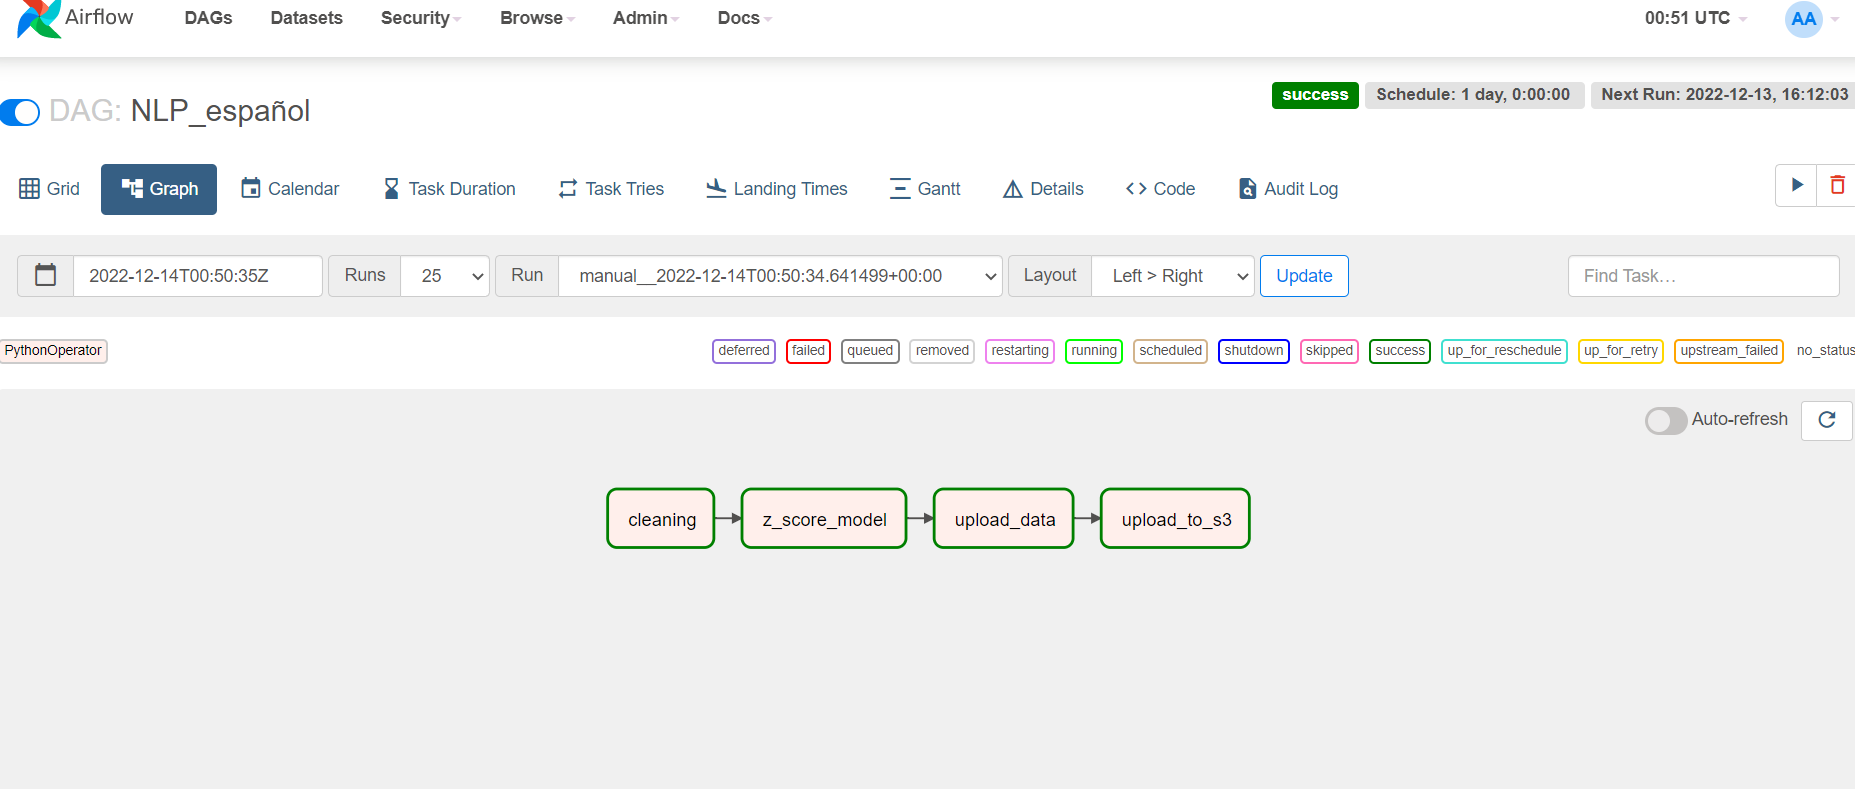 Airflow DAGs Datasets Security Browse Admin Docs 00:51 UTC AA
DAG: NLP_español success Schedule: 1 day, 0:00:00 Next Run: 2022-12-13, 16:12:03
Grid Graph Calendar Task Duration Task Tries Landing Times Gantt Details Code Audit Log
2022-12-14T00:50:35Z Runs 25 Run manual__2022-12-14T00:50:34.641499+00:00 Layout Left > Right Update Find Task…
PythonOperator deferred failed queued removed restarting running scheduled shutdown skipped success up_for_reschedule up_for_retry upstream_failed no_status
Auto-refresh
cleaning z_score_model upload_data upload_to_s3